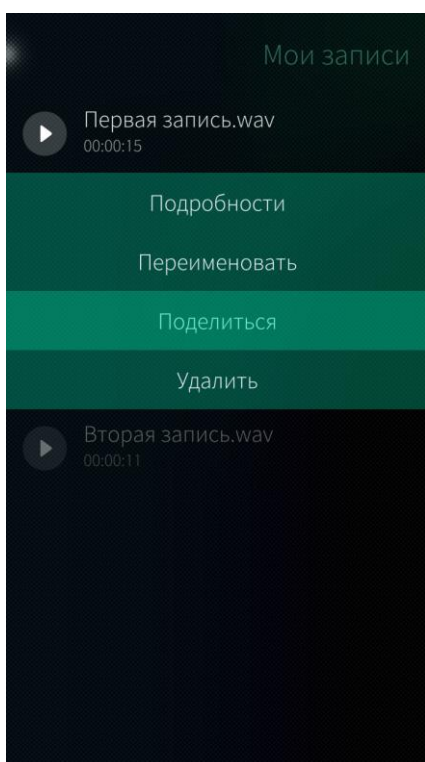 Мои записи
Первая запись.wav
00:00:15
Подробности
Переименовать
Поделиться
Удалить
Вторая запись.wav
00:00:11